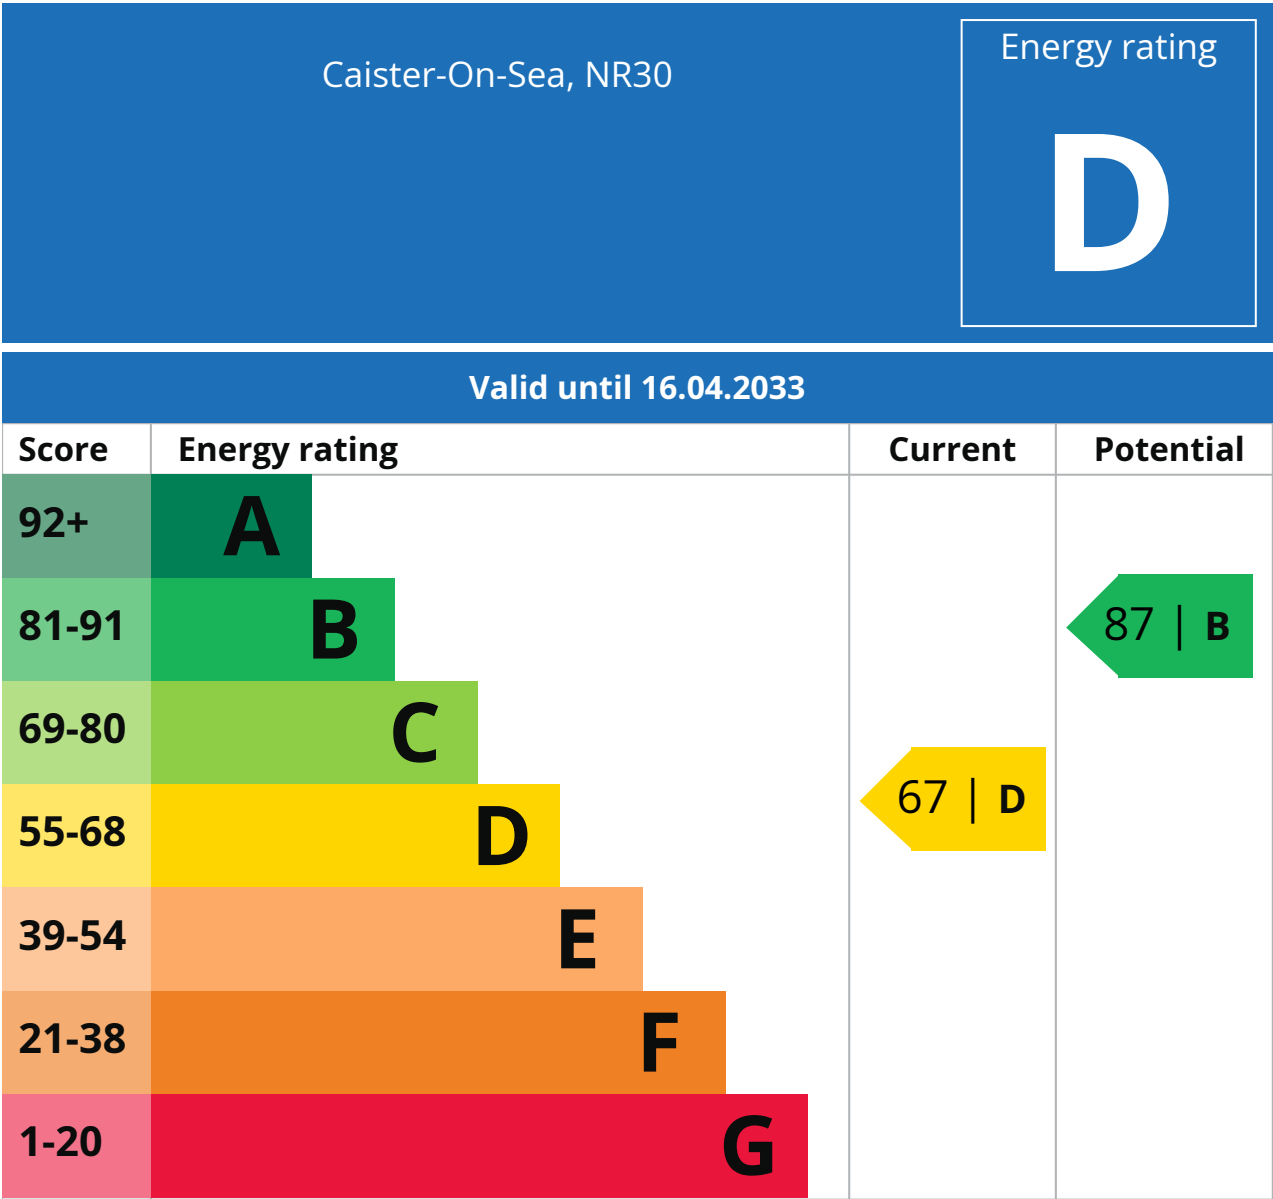 Caister-On-Sea, NR30
Energy rating
D
Valid until 16.04.2033
Score Energy rating Current Potential
92+ A
81-91 B 87 | B
69-80 C
55-68 D 67 | D
39-54 E
21-38 F
1-20 G